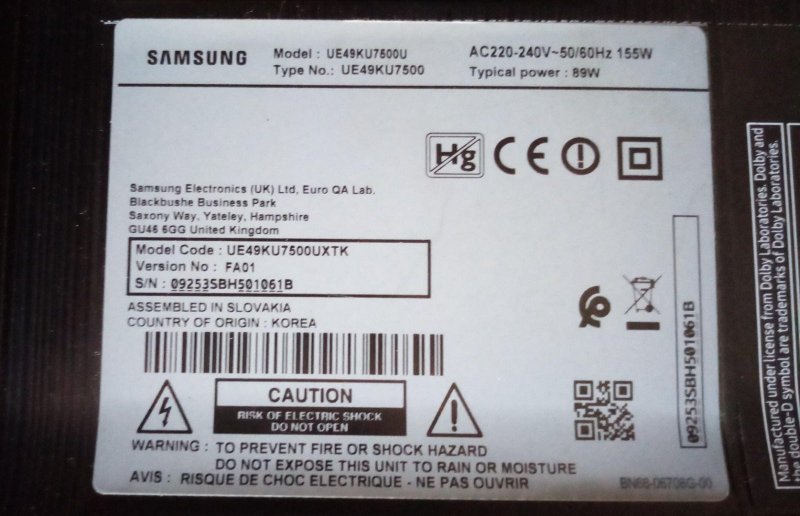 SAMSUNG
Model : UE49KU7500U
Type No.: UE49KU7500
AC220-240V~50/60Hz 155W
Typical power : 89W
Hg CE
Samsung Electronics (UK) Ltd, Euro QA Lab.
Blackbushe Business Park
Saxony Way, Yateley, Hampshire
GU46 6GG United Kingdom
Model Code : UE49KU7500UXTK
Version No : FA01
S/N : 09253SBH501061B
ASSEMBLED IN SLOVAKIA
COUNTRY OF ORIGIN : KOREA
CAUTION
RISK OF ELECTRIC SHOCK
DO NOT OPEN
WARNING : TO PREVENT FIRE OR SHOCK HAZARD
DO NOT EXPOSE THIS UNIT TO RAIN OR MOISTURE
AVIS : RISQUE DE CHOC ELECTRIQUE - NE PAS OUVRIR
BN68-06708G-00
09253SBH501061B
Manufactured under license from Dolby Laboratories. Dolby and
the double-D symbol are trademarks of Dolby Laboratories.